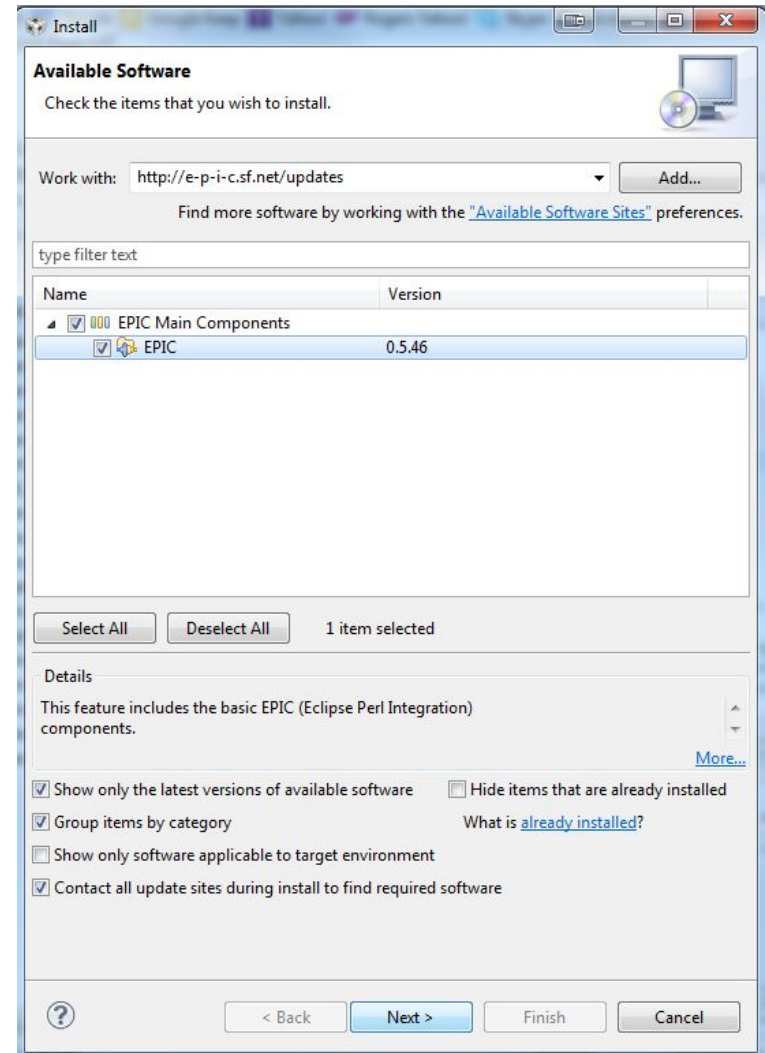 Install
Available Software
Check the items that you wish to install.
Work with: http://e-p-i-c.sf.net/updates Add...
Find more software by working with the "Available Software Sites" preferences.
type filter text
Name Version
EPIC Main Components
EPIC 0.5.46
Select All Deselect All 1 item selected
Details
This feature includes the basic EPIC (Eclipse Perl Integration)
components.
More...
Show only the latest versions of available software Hide items that are already installed
Group items by category What is already installed?
Show only software applicable to target environment
Contact all update sites during install to find required software
? < Back Next > Finish Cancel